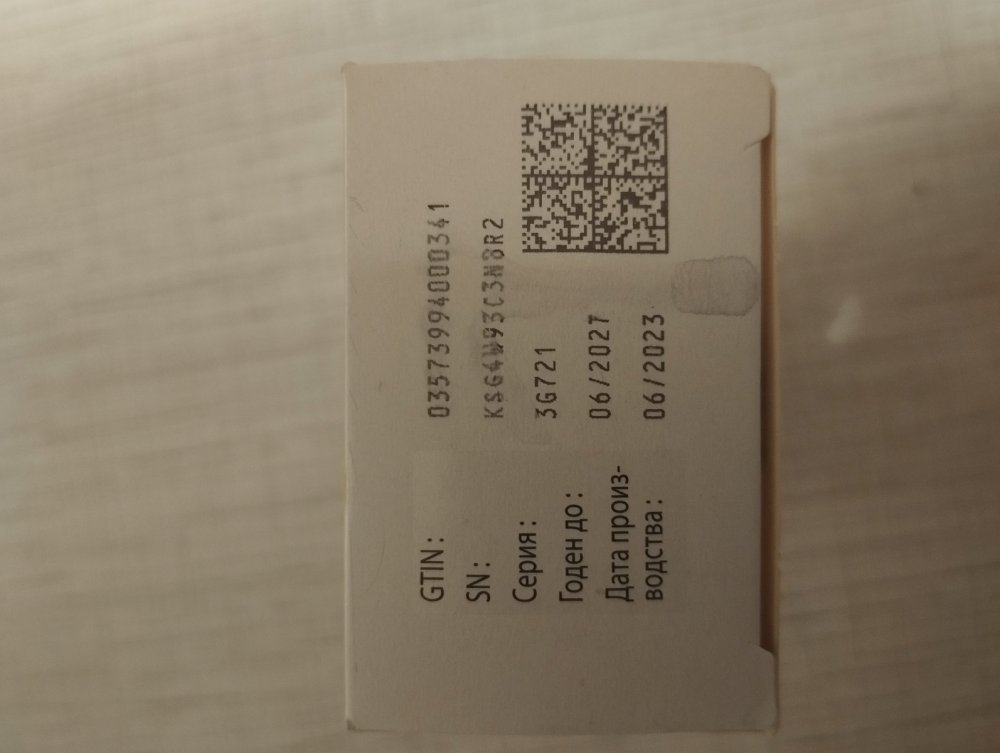 GTIN: 03573994000341
SN: KSG4W93C3N8R2
Серия: 3G721
Годен до: 06/2027
Дата произ-
водства: 06/2023